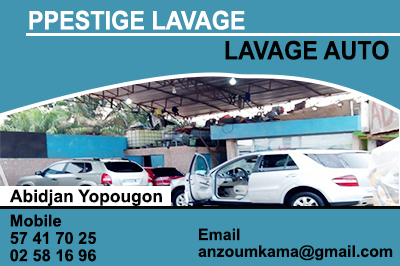 PPESTIGE LAVAGE
LAVAGE AUTO
Abidjan Yopougon
Mobile
57 41 70 25
02 58 16 96
Email
anzoumkama@gmail.com